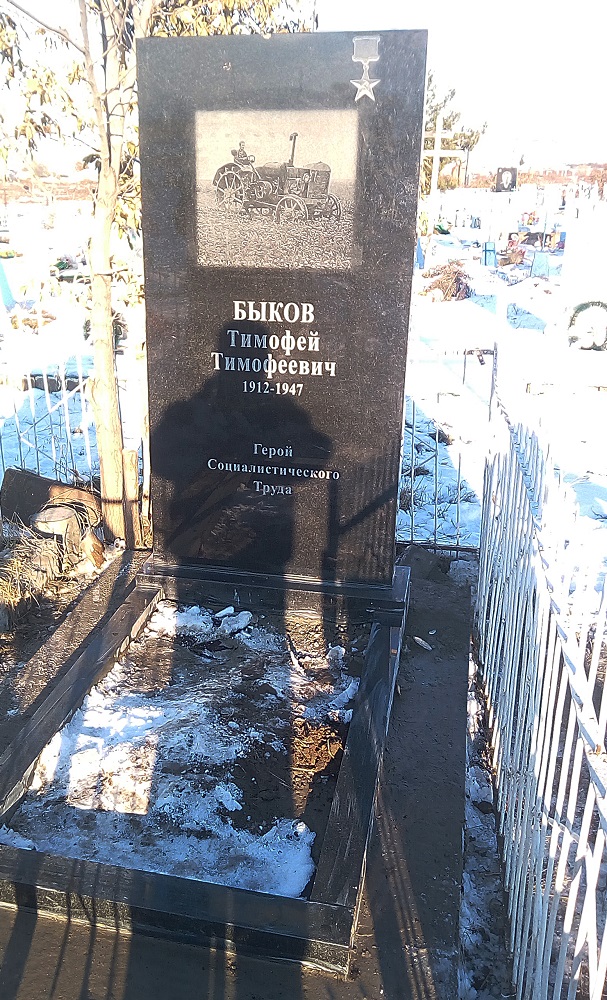 БЫКОВ
Тимофей
Тимофеевич
1912-1947
Герой
Социалистического
Труда